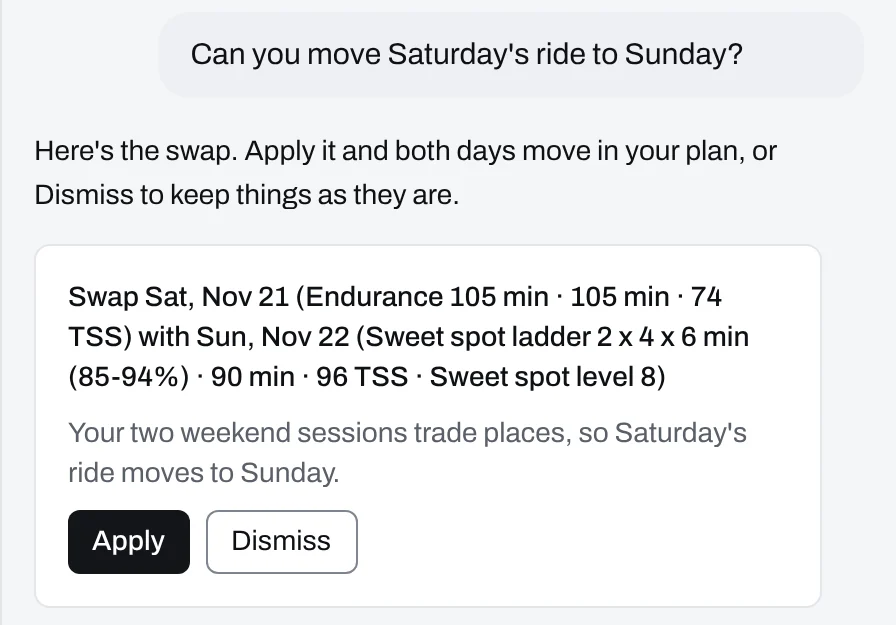 Can you move Saturday's ride to Sunday?
Here's the swap. Apply it and both days move in your plan, or
Dismiss to keep things as they are.
Swap Sat, Nov 21 (Endurance 105 min · 105 min · 74
TSS) with Sun, Nov 22 (Sweet spot ladder 2 x 4 x 6 min
(85-94%) · 90 min · 96 TSS · Sweet spot level 8)
Your two weekend sessions trade places, so Saturday's
ride moves to Sunday.
Apply Dismiss